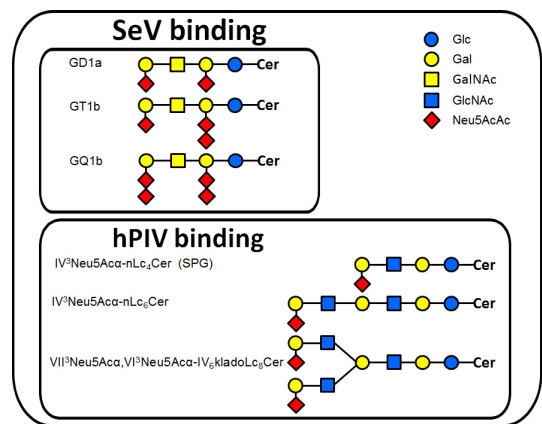 SeV binding
GD1a Cer
GT1b Cer
GQ1b Cer
Glc
Gal
GalNAc
GlcNAc
Neu5AcAc
hPIV binding
IV³Neu5Acα-nLc₄Cer (SPG) Cer
IV³Neu5Acα-nLc₆Cer Cer
VII³Neu5Acα,VI³Neu5Acα-IV₆kladoLc₈Cer Cer